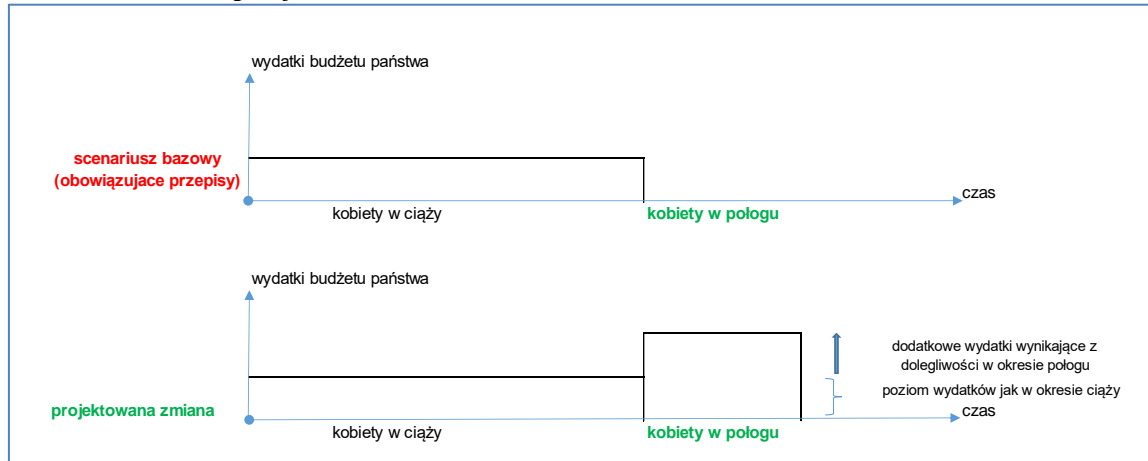 wydatki budżetu państwa
scenariusz bazowy
(obowiązujace przepisy)
czas
kobiety w ciąży
kobiety w połogu
wydatki budżetu państwa
dodatkowe wydatki wynikające z
dolegliwości w okresie połogu
poziom wydatków jak w okresie ciąży
projektowana zmiana
czas
kobiety w ciąży
kobiety w połogu